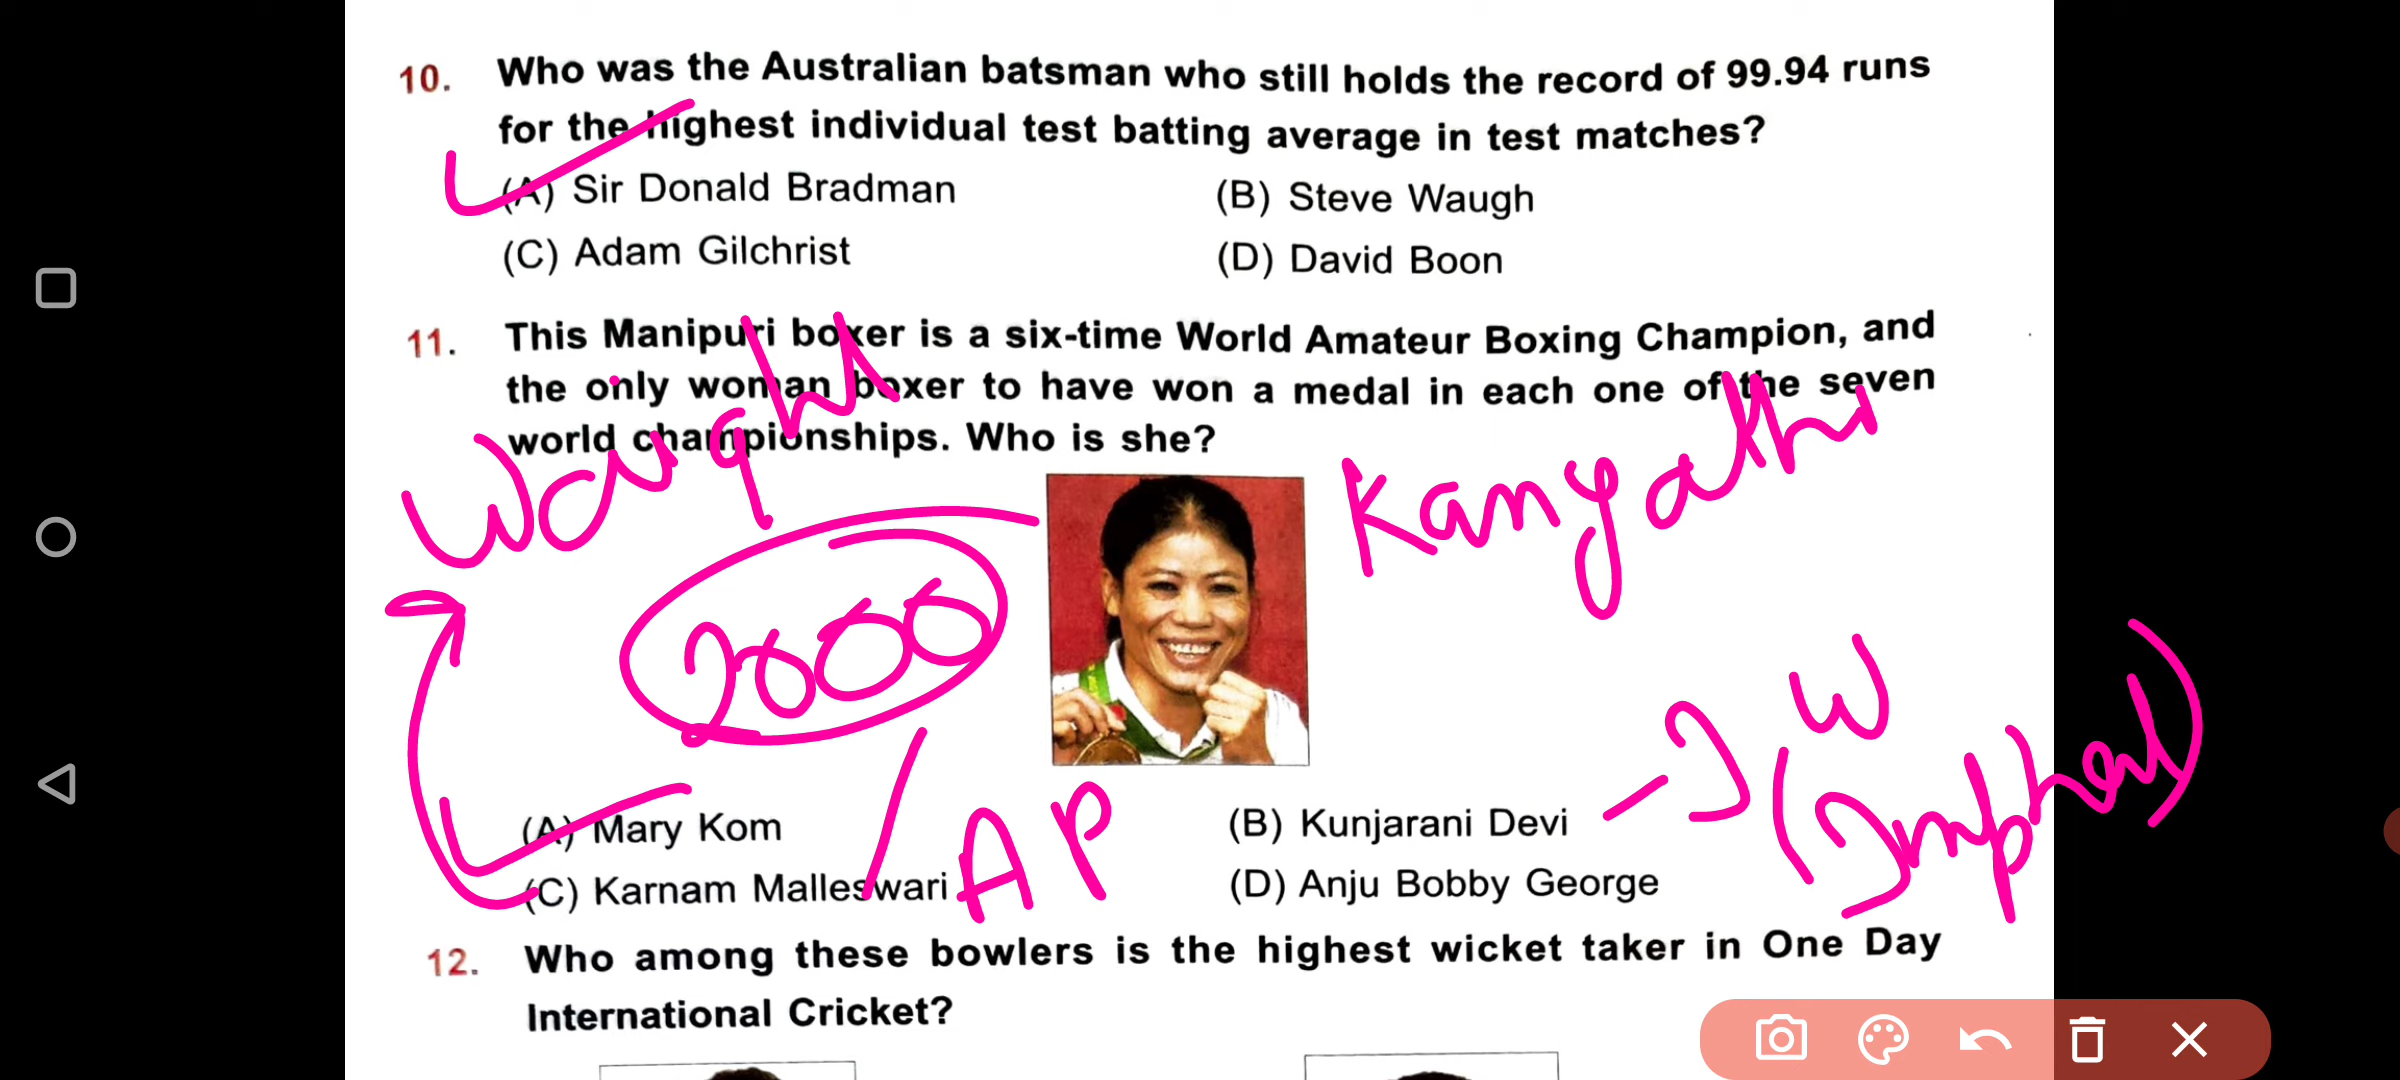 10. Who was the Australian batsman who still holds the record of 99.94 runs
for the highest individual test batting average in test matches?
(A) Sir Donald Bradman (B) Steve Waugh
(C) Adam Gilchrist (D) David Boon
11. This Manipuri boxer is a six-time World Amateur Boxing Champion, and
the only woman boxer to have won a medal in each one of the seven
world championships. Who is she?
Waugh
2000
AP
W
(Imphal)
(A) Mary Kom (B) Kunjarani Devi
(C) Karnam Malleswari (D) Anju Bobby George
12. Who among these bowlers is the highest wicket taker in One Day
International Cricket?